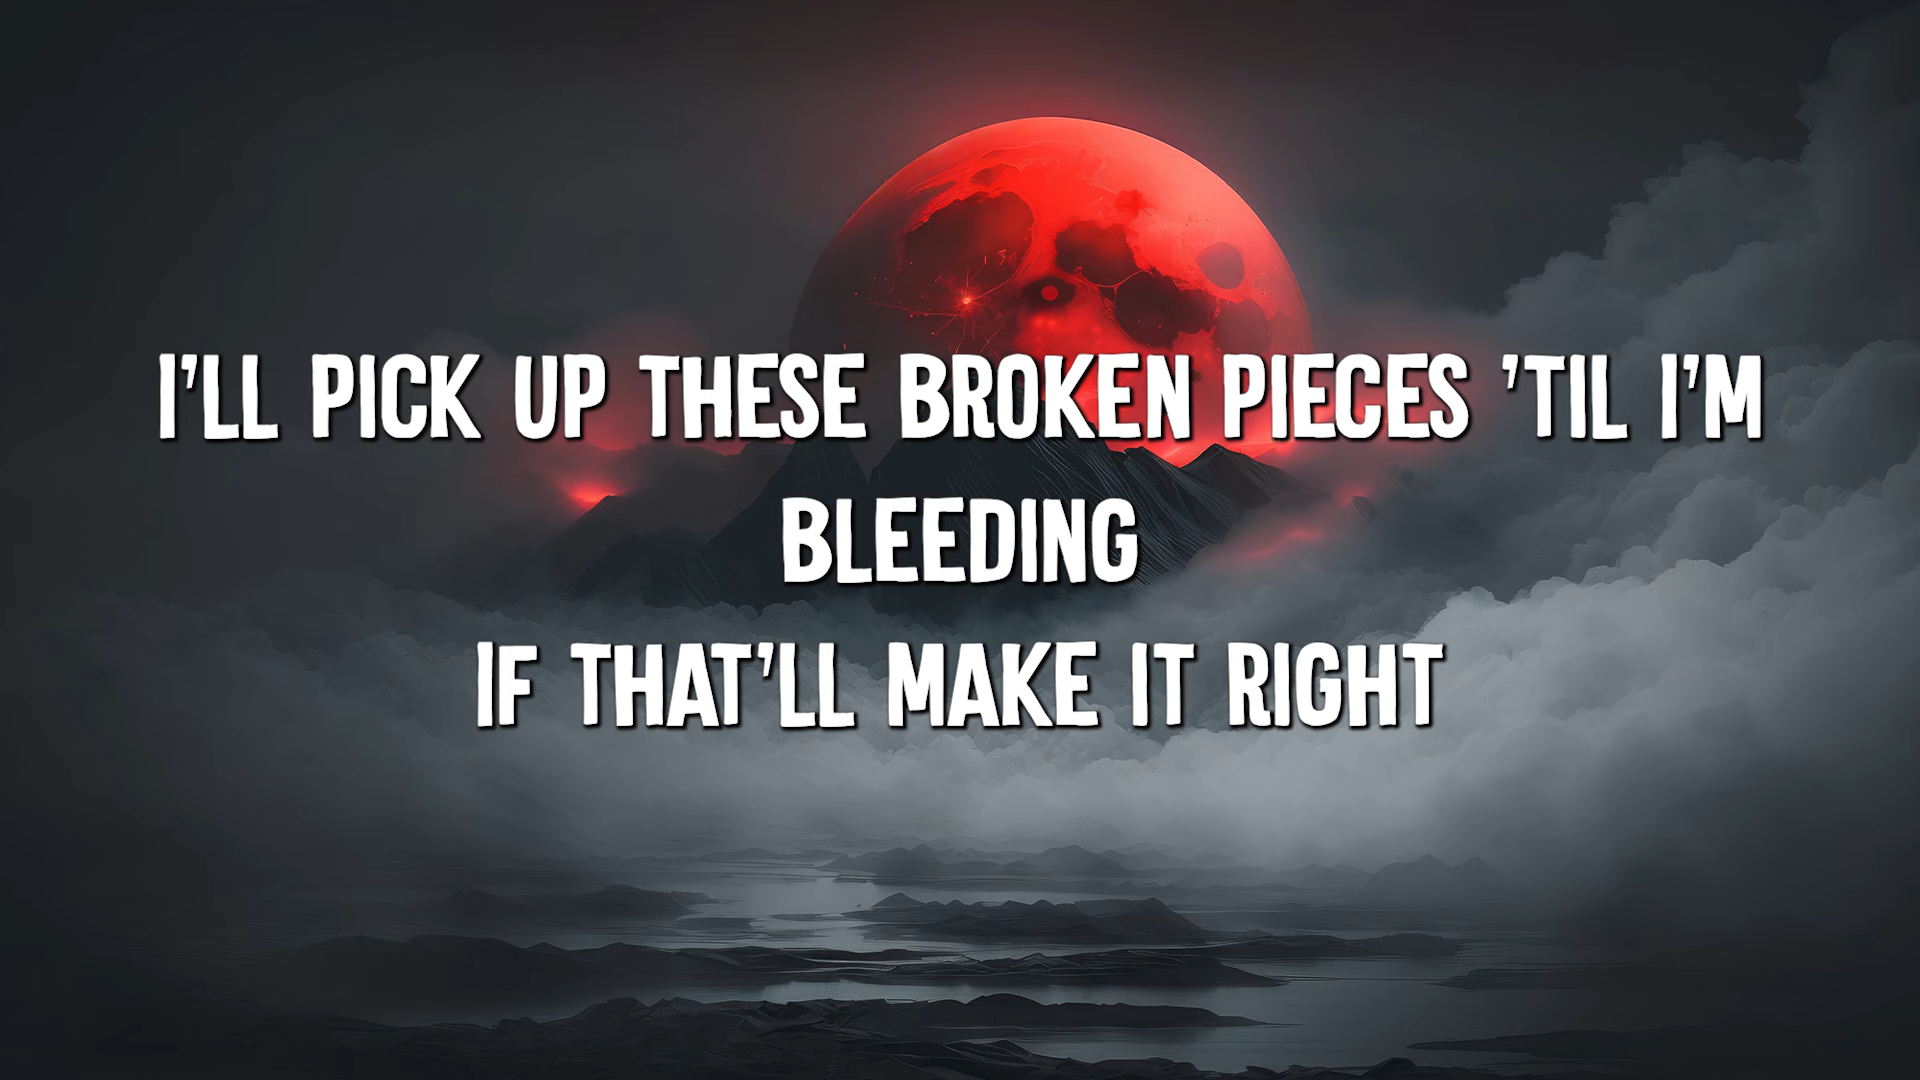 I'LL PICK UP THESE BROKEN PIECES 'TIL I'M
BLEEDING
IF THAT'LL MAKE IT RIGHT